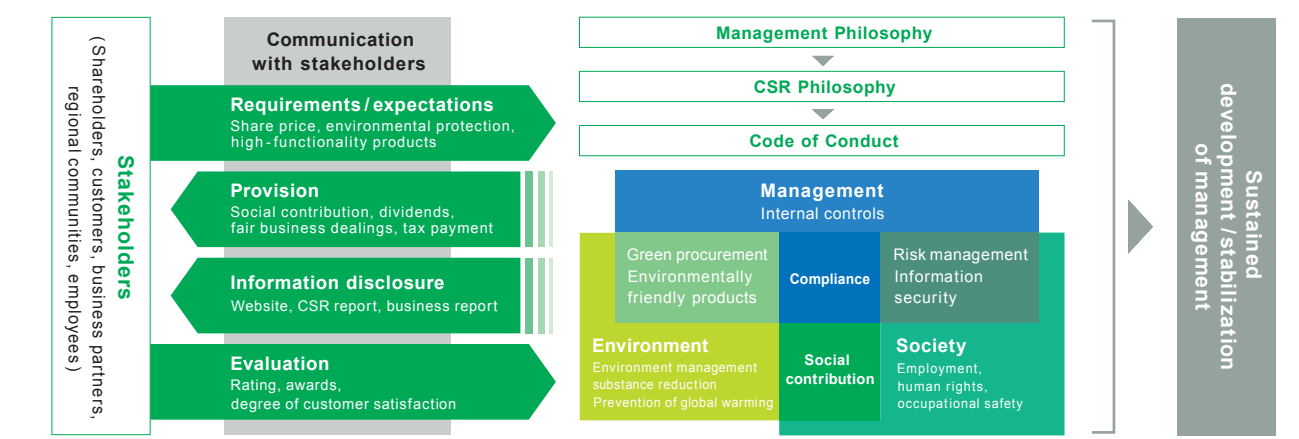 Stakeholders
(Shareholders, customers, business partners,
regional communities, employees)
Communication
with stakeholders
Requirements / expectations
Share price, environmental protection,
high-functionality products
Provision
Social contribution, dividends,
fair business dealings, tax payment
Information disclosure
Website, CSR report, business report
Evaluation
Rating, awards,
degree of customer satisfaction
Management Philosophy
CSR Philosophy
Code of Conduct
Management
Internal controls
Green procurement
Environmentally
friendly products
Compliance
Risk management
Information
security
Environment
Environment management
substance reduction
Prevention of global warming
Social
contribution
Society
Employment,
human rights,
occupational safety
Sustained
development / stabilization
of management